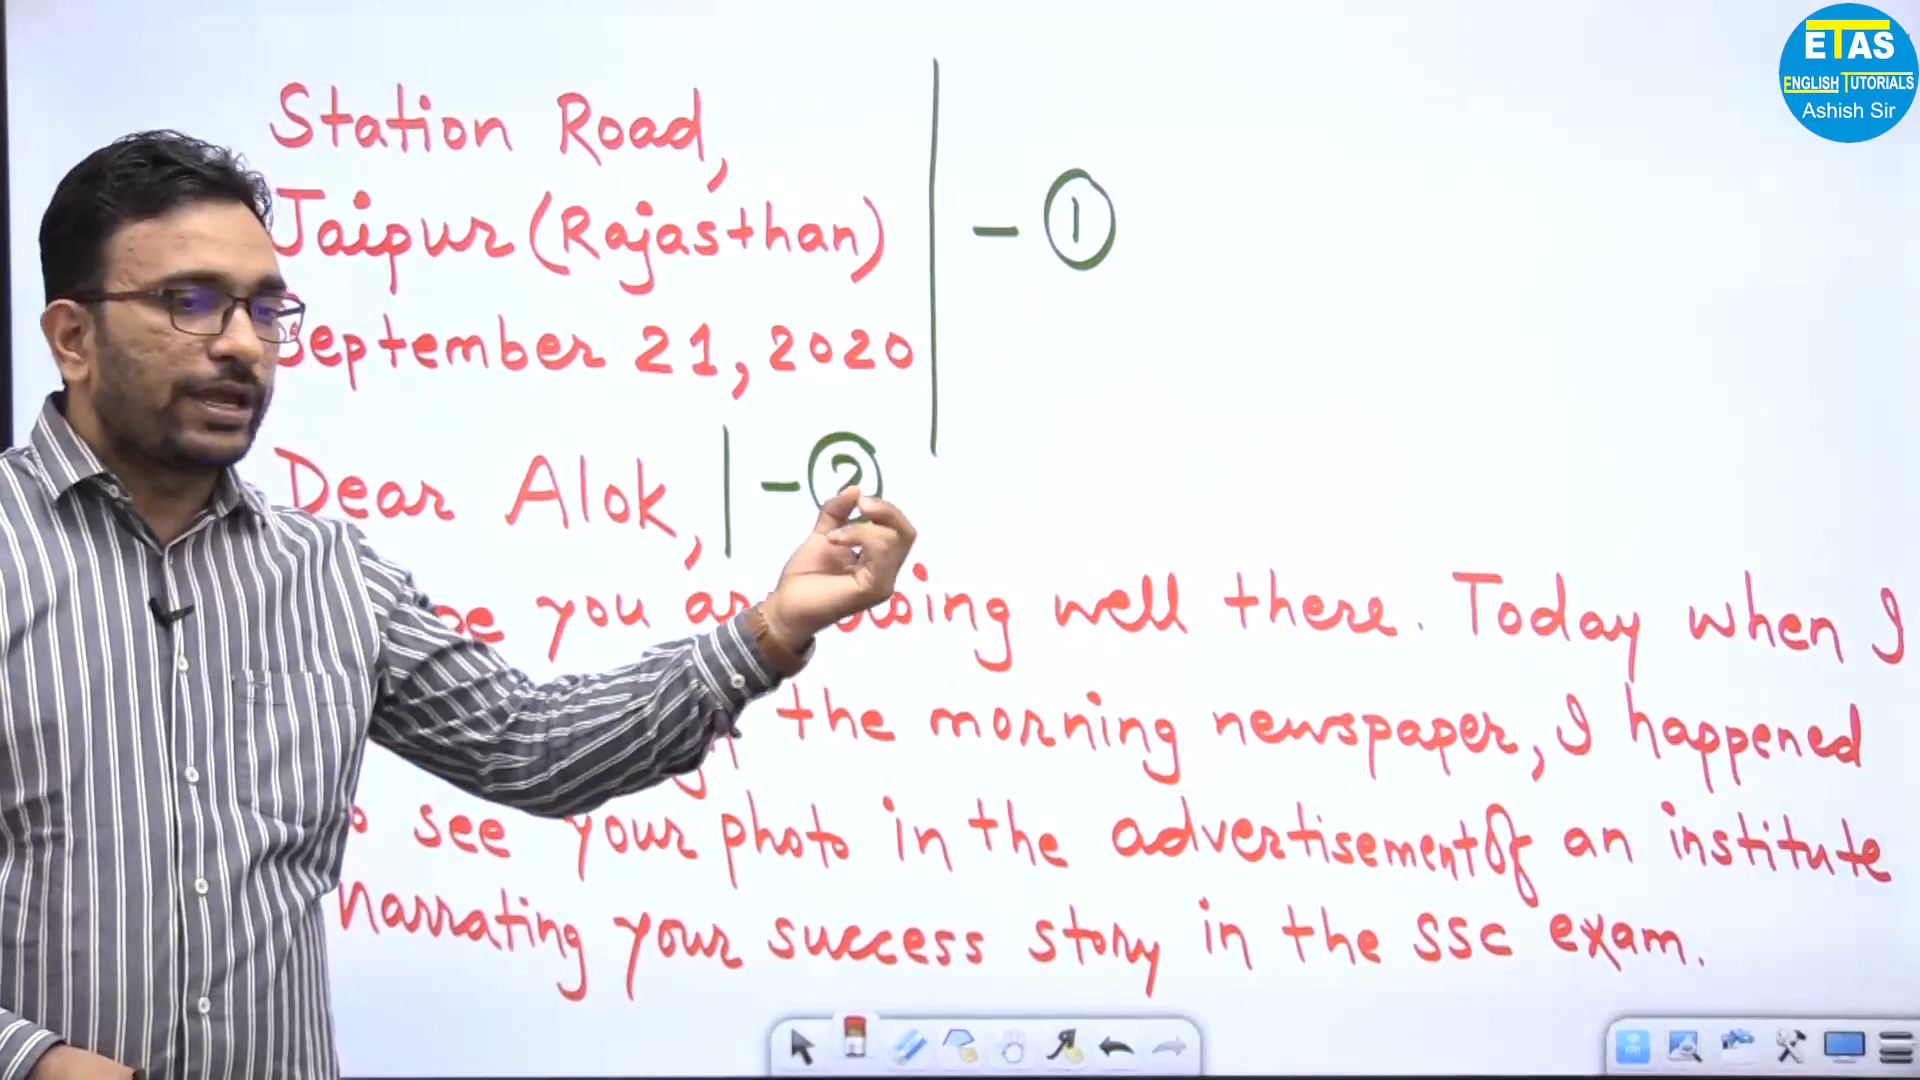 ETAS
ENGLISH TUTORIALS
Ashish Sir
Station Road,
Jaipur (Rajasthan)
September 21, 2020
- 1
Dear Alok,
- 2
you doing well there. Today when I
the morning newspaper, I happened
see your photo in the advertisement of an institute
narrating your success story in the SSC exam.